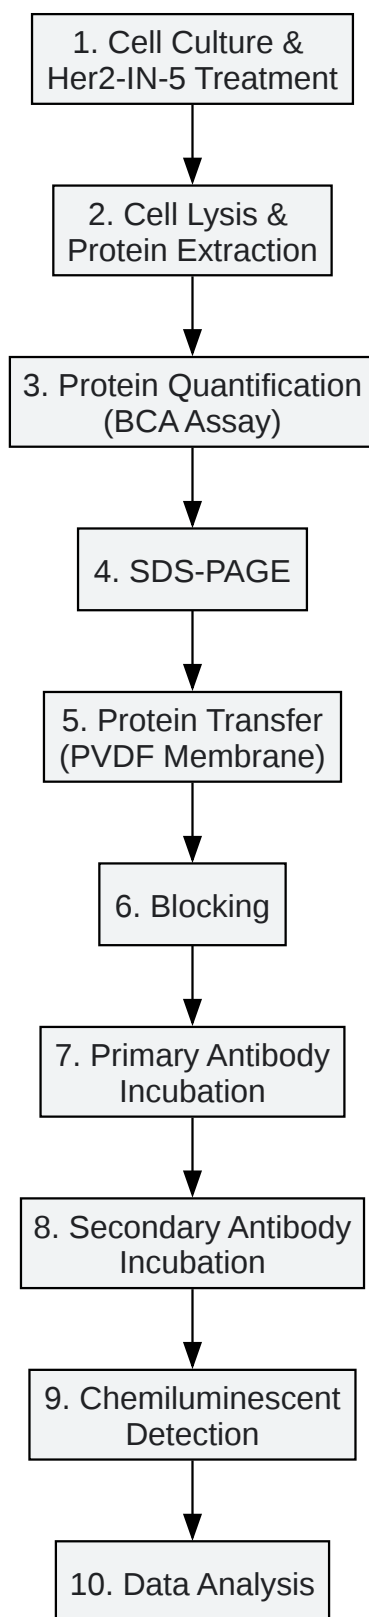 1. Cell Culture &
Her2-IN-5 Treatment
2. Cell Lysis &
Protein Extraction
3. Protein Quantification
(BCA Assay)
4. SDS-PAGE
5. Protein Transfer
(PVDF Membrane)
6. Blocking
7. Primary Antibody
Incubation
8. Secondary Antibody
Incubation
9. Chemiluminescent
Detection
10. Data Analysis